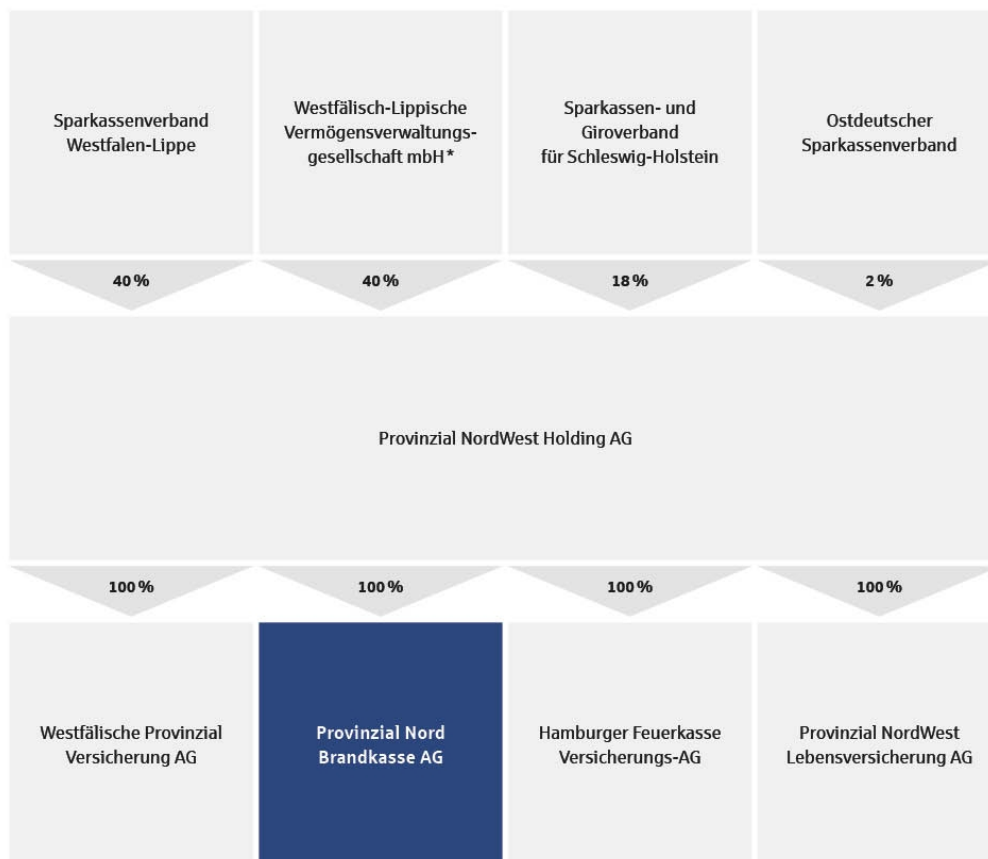 Sparkassenverband
Westfalen-Lippe
Westfälisch-Lippische
Vermögensverwaltungs-
gesellschaft mbH*
Sparkassen- und
Giroverband
für Schleswig-Holstein
Ostdeutscher
Sparkassenverband
40 %
40 %
18 %
2 %
Provinzial NordWest Holding AG
100 %
100 %
100 %
100 %
Westfälische Provinzial
Versicherung AG
Provinzial Nord
Brandkasse AG
Hamburger Feuerkasse
Versicherungs-AG
Provinzial NordWest
Lebensversicherung AG